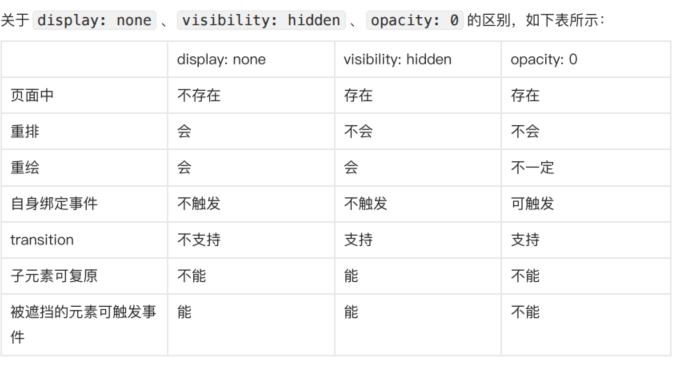 关于 display: none 、 visibility: hidden 、 opacity: 0 的区别，如下表所示：
display: none visibility: hidden opacity: 0
页面中 不存在 存在 存在
重排 会 不会 不会
重绘 会 会 不一定
自身绑定事件 不触发 不触发 可触发
transition 不支持 支持 支持
子元素可复原 不能 能 不能
被遮挡的元素可触发事 能 能 不能
件